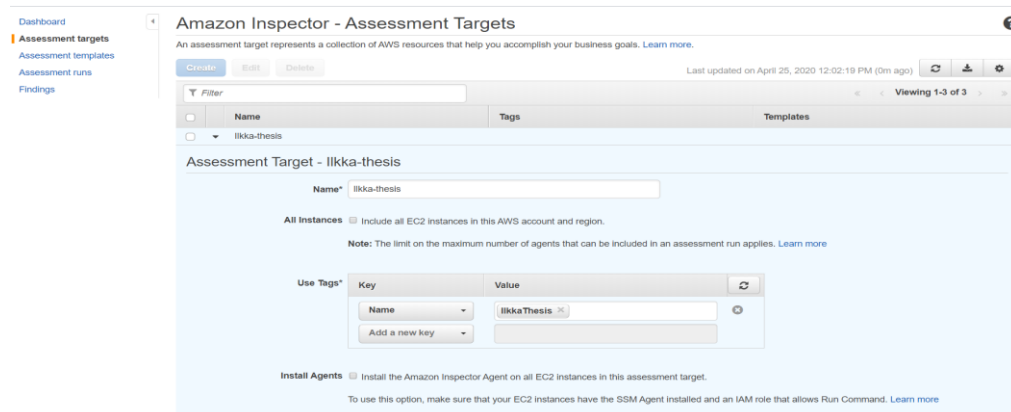 Dashboard
Assessment targets
Assessment templates
Assessment runs
Findings
Amazon Inspector - Assessment Targets
An assessment target represents a collection of AWS resources that help you accomplish your business goals. Learn more.
Create Edit Delete
Last updated on April 25, 2020 12:02:19 PM (0m ago)
Filter
« ‹ Viewing 1-3 of 3 › »
Name Tags Templates
Ilkka-thesis
Assessment Target - Ilkka-thesis
Name* Ilkka-thesis
All Instances Include all EC2 instances in this AWS account and region.
Note: The limit on the maximum number of agents that can be included in an assessment run applies. Learn more
Use Tags* Key Value
Name IlkkaThesis ×
Add a new key
Install Agents Install the Amazon Inspector Agent on all EC2 instances in this assessment target.
To use this option, make sure that your EC2 instances have the SSM Agent installed and an IAM role that allows Run Command. Learn more